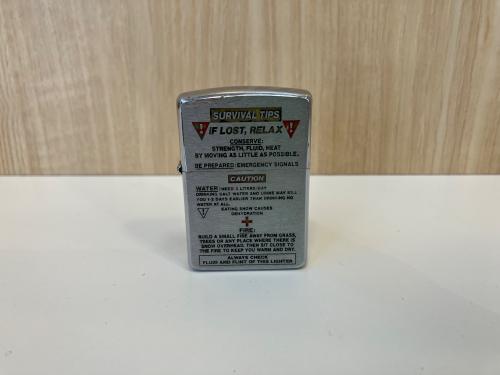 SURVIVAL TIPS
IF LOST, RELAX
CONSERVE:
STRENGTH, FLUID, HEAT
BY MOVING AS LITTLE AS POSSIBLE.
BE PREPARED: EMERGENCY SIGNALS
CAUTION
WATER: NEED 2 LITRES/DAY
DRINKING SALT WATER AND URINE MAY KILL
YOU 1-2 DAYS EARLIER THAN DRINKING NO
WATER AT ALL.
EATING SNOW CAUSES
DEHYDRATION
FIRE:
BUILD A SMALL FIRE AWAY FROM GRASS,
TREES OR ANY PLACE WHERE THERE IS
SNOW OVERHEAD. THEN SIT CLOSE TO
THE FIRE TO KEEP YOU WARM AND DRY.
ALWAYS CHECK
FLUID AND FLINT OF THIS LIGHTER